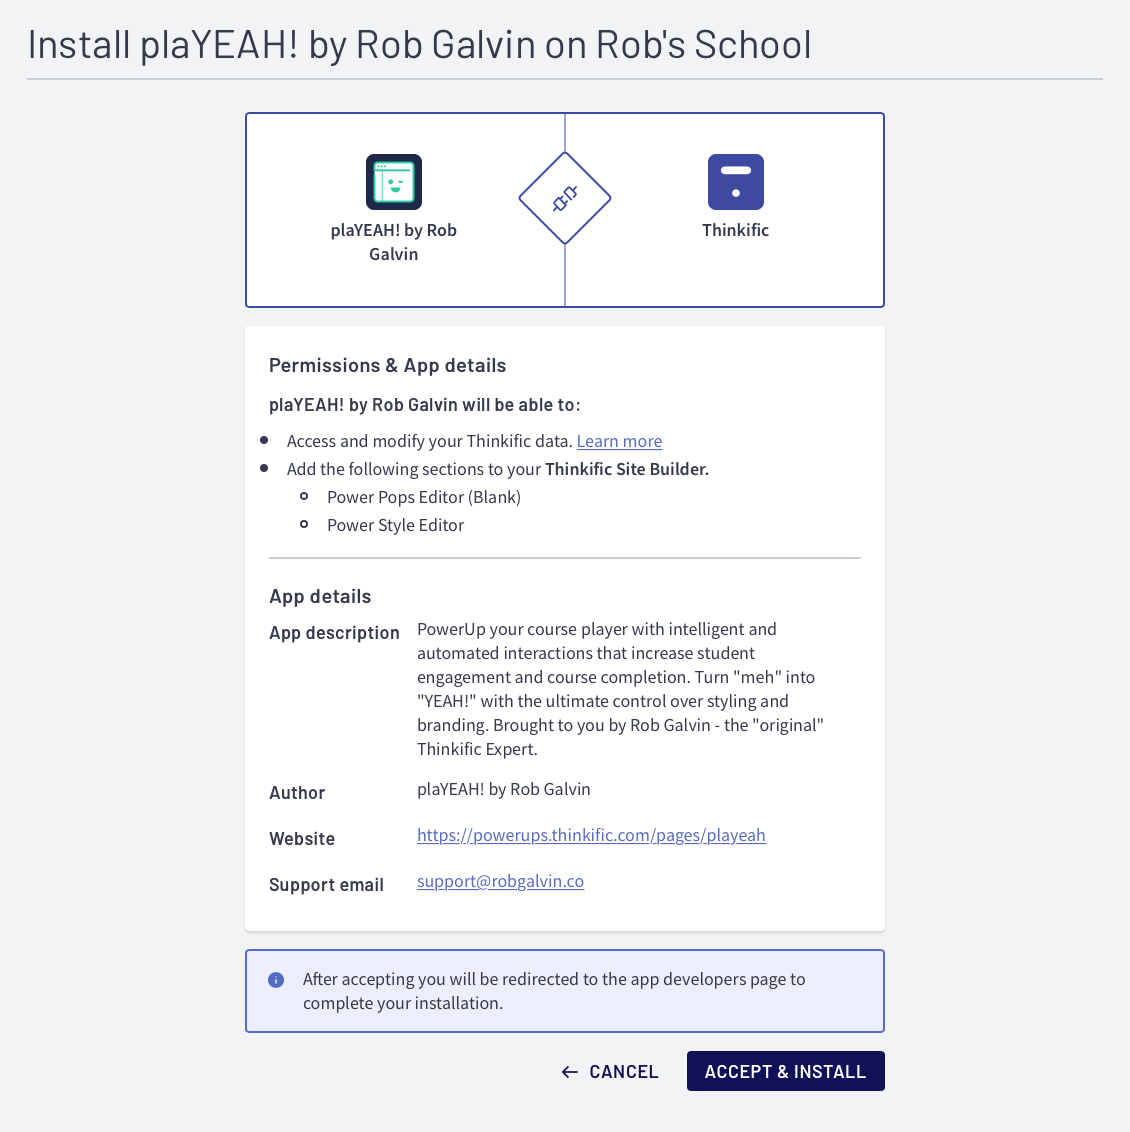 Install plaYEAH! by Rob Galvin on Rob's School
plaYEAH! by Rob
Galvin
Thinkific
Permissions & App details
plaYEAH! by Rob Galvin will be able to:
Access and modify your Thinkific data. Learn more
Add the following sections to your Thinkific Site Builder.
Power Pops Editor (Blank)
Power Style Editor
App details
App description
PowerUp your course player with intelligent and
automated interactions that increase student
engagement and course completion. Turn "meh" into
"YEAH!" with the ultimate control over styling and
branding. Brought to you by Rob Galvin - the "original"
Thinkific Expert.
Author
plaYEAH! by Rob Galvin
Website
https://powerups.thinkific.com/pages/playeah
Support email
support@robgalvin.co
After accepting you will be redirected to the app developers page to
complete your installation.
← CANCEL
ACCEPT & INSTALL